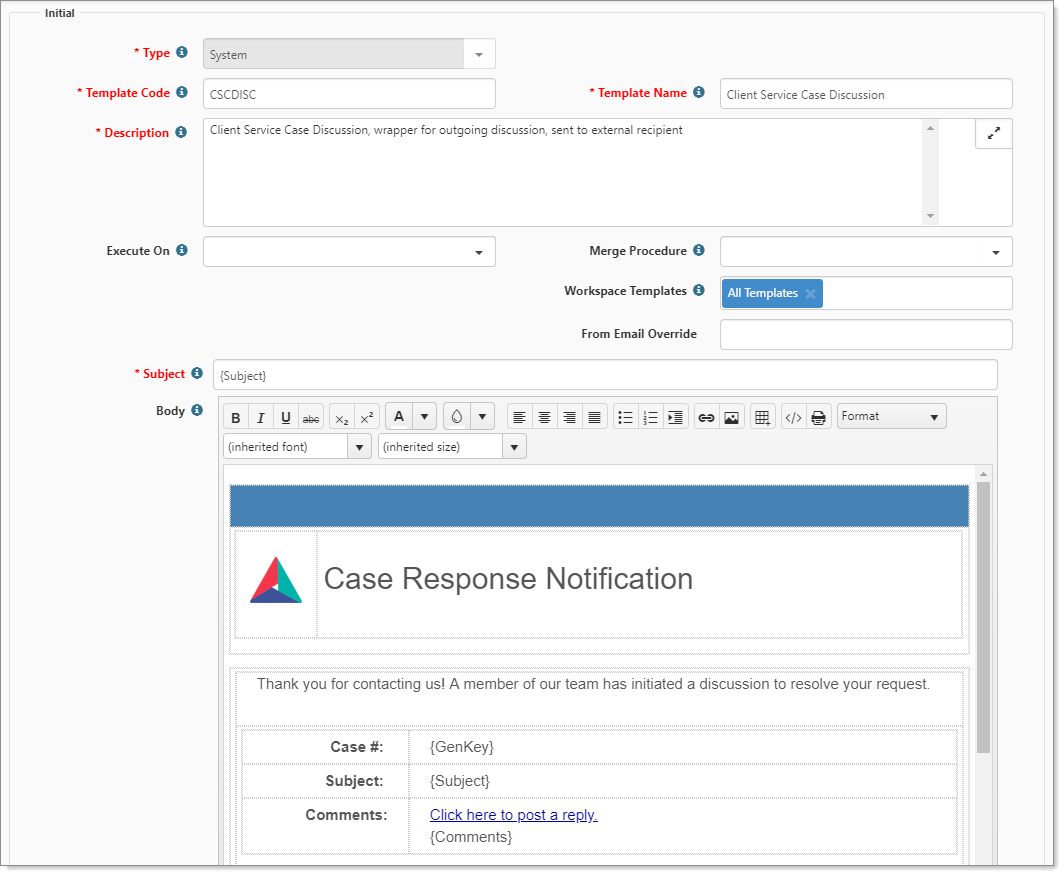 Initial
* Type
System
* Template Code
CSCDISC
* Template Name
Client Service Case Discussion
* Description
Client Service Case Discussion, wrapper for outgoing discussion, sent to external recipient
Execute On
Merge Procedure
Workspace Templates
All Templates
From Email Override
* Subject
{Subject}
Body
B I U abc x₂ x² A
Format
(inherited font)
(inherited size)
Case Response Notification
Thank you for contacting us! A member of our team has initiated a discussion to resolve your request.
Case #: {GenKey}
Subject: {Subject}
Comments: Click here to post a reply.
{Comments}